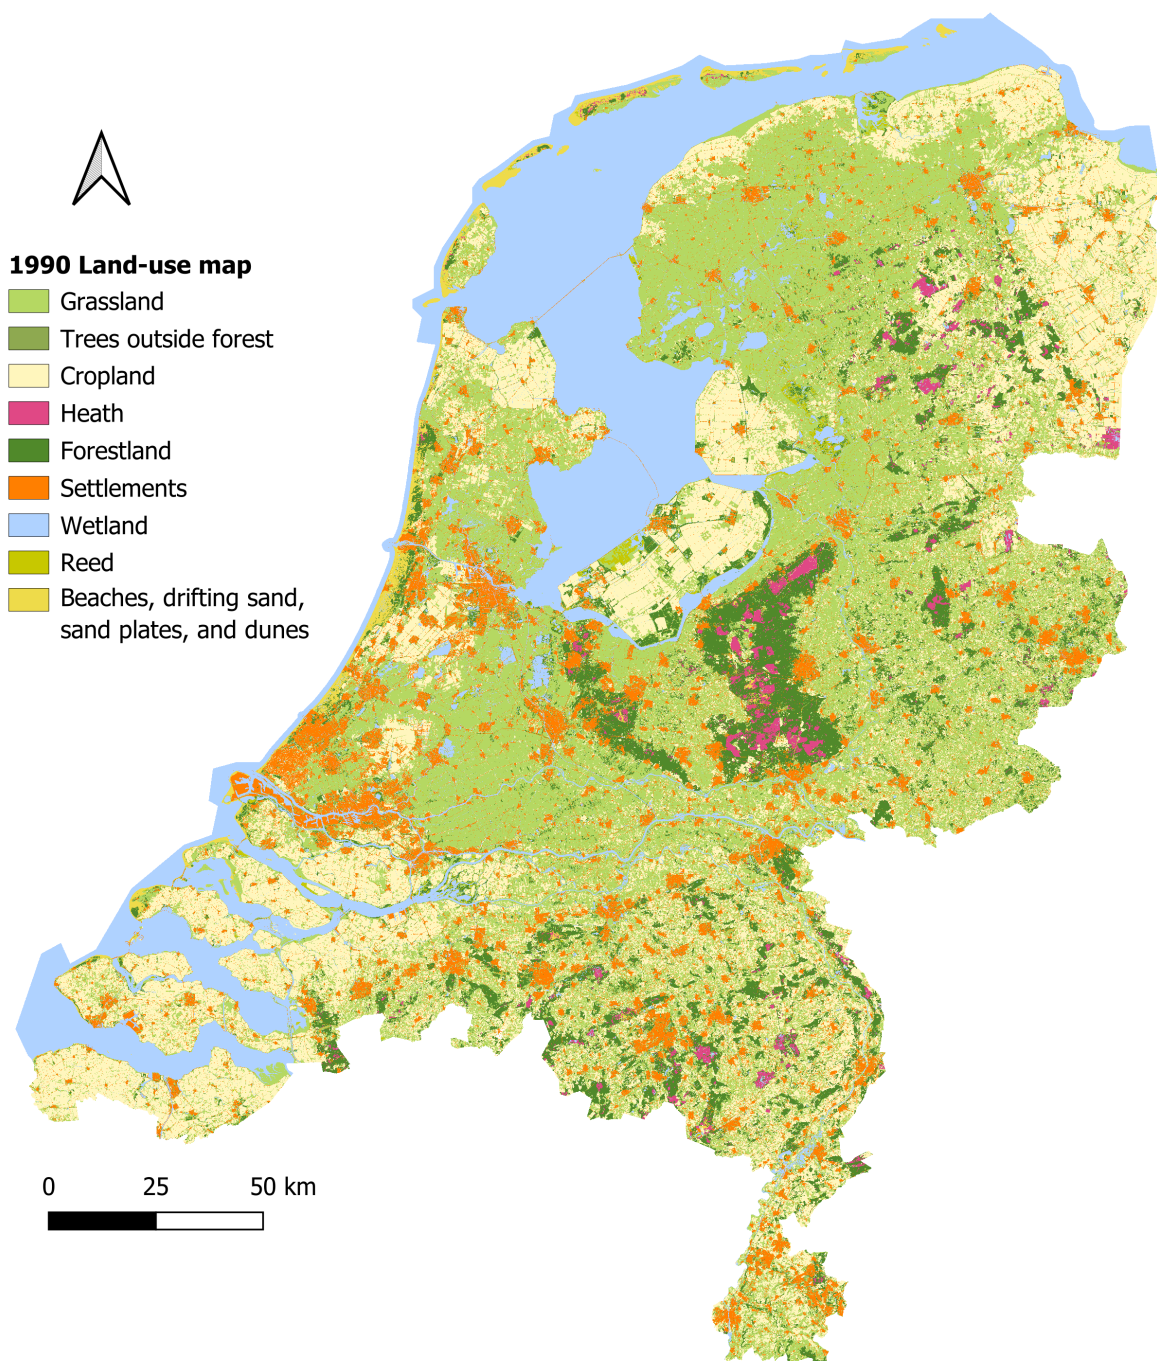 1990 Land-use map
Grassland
Trees outside forest
Cropland
Heath
Forestland
Settlements
Wetland
Reed
Beaches, drifting sand,
sand plates, and dunes
0 25 50 km